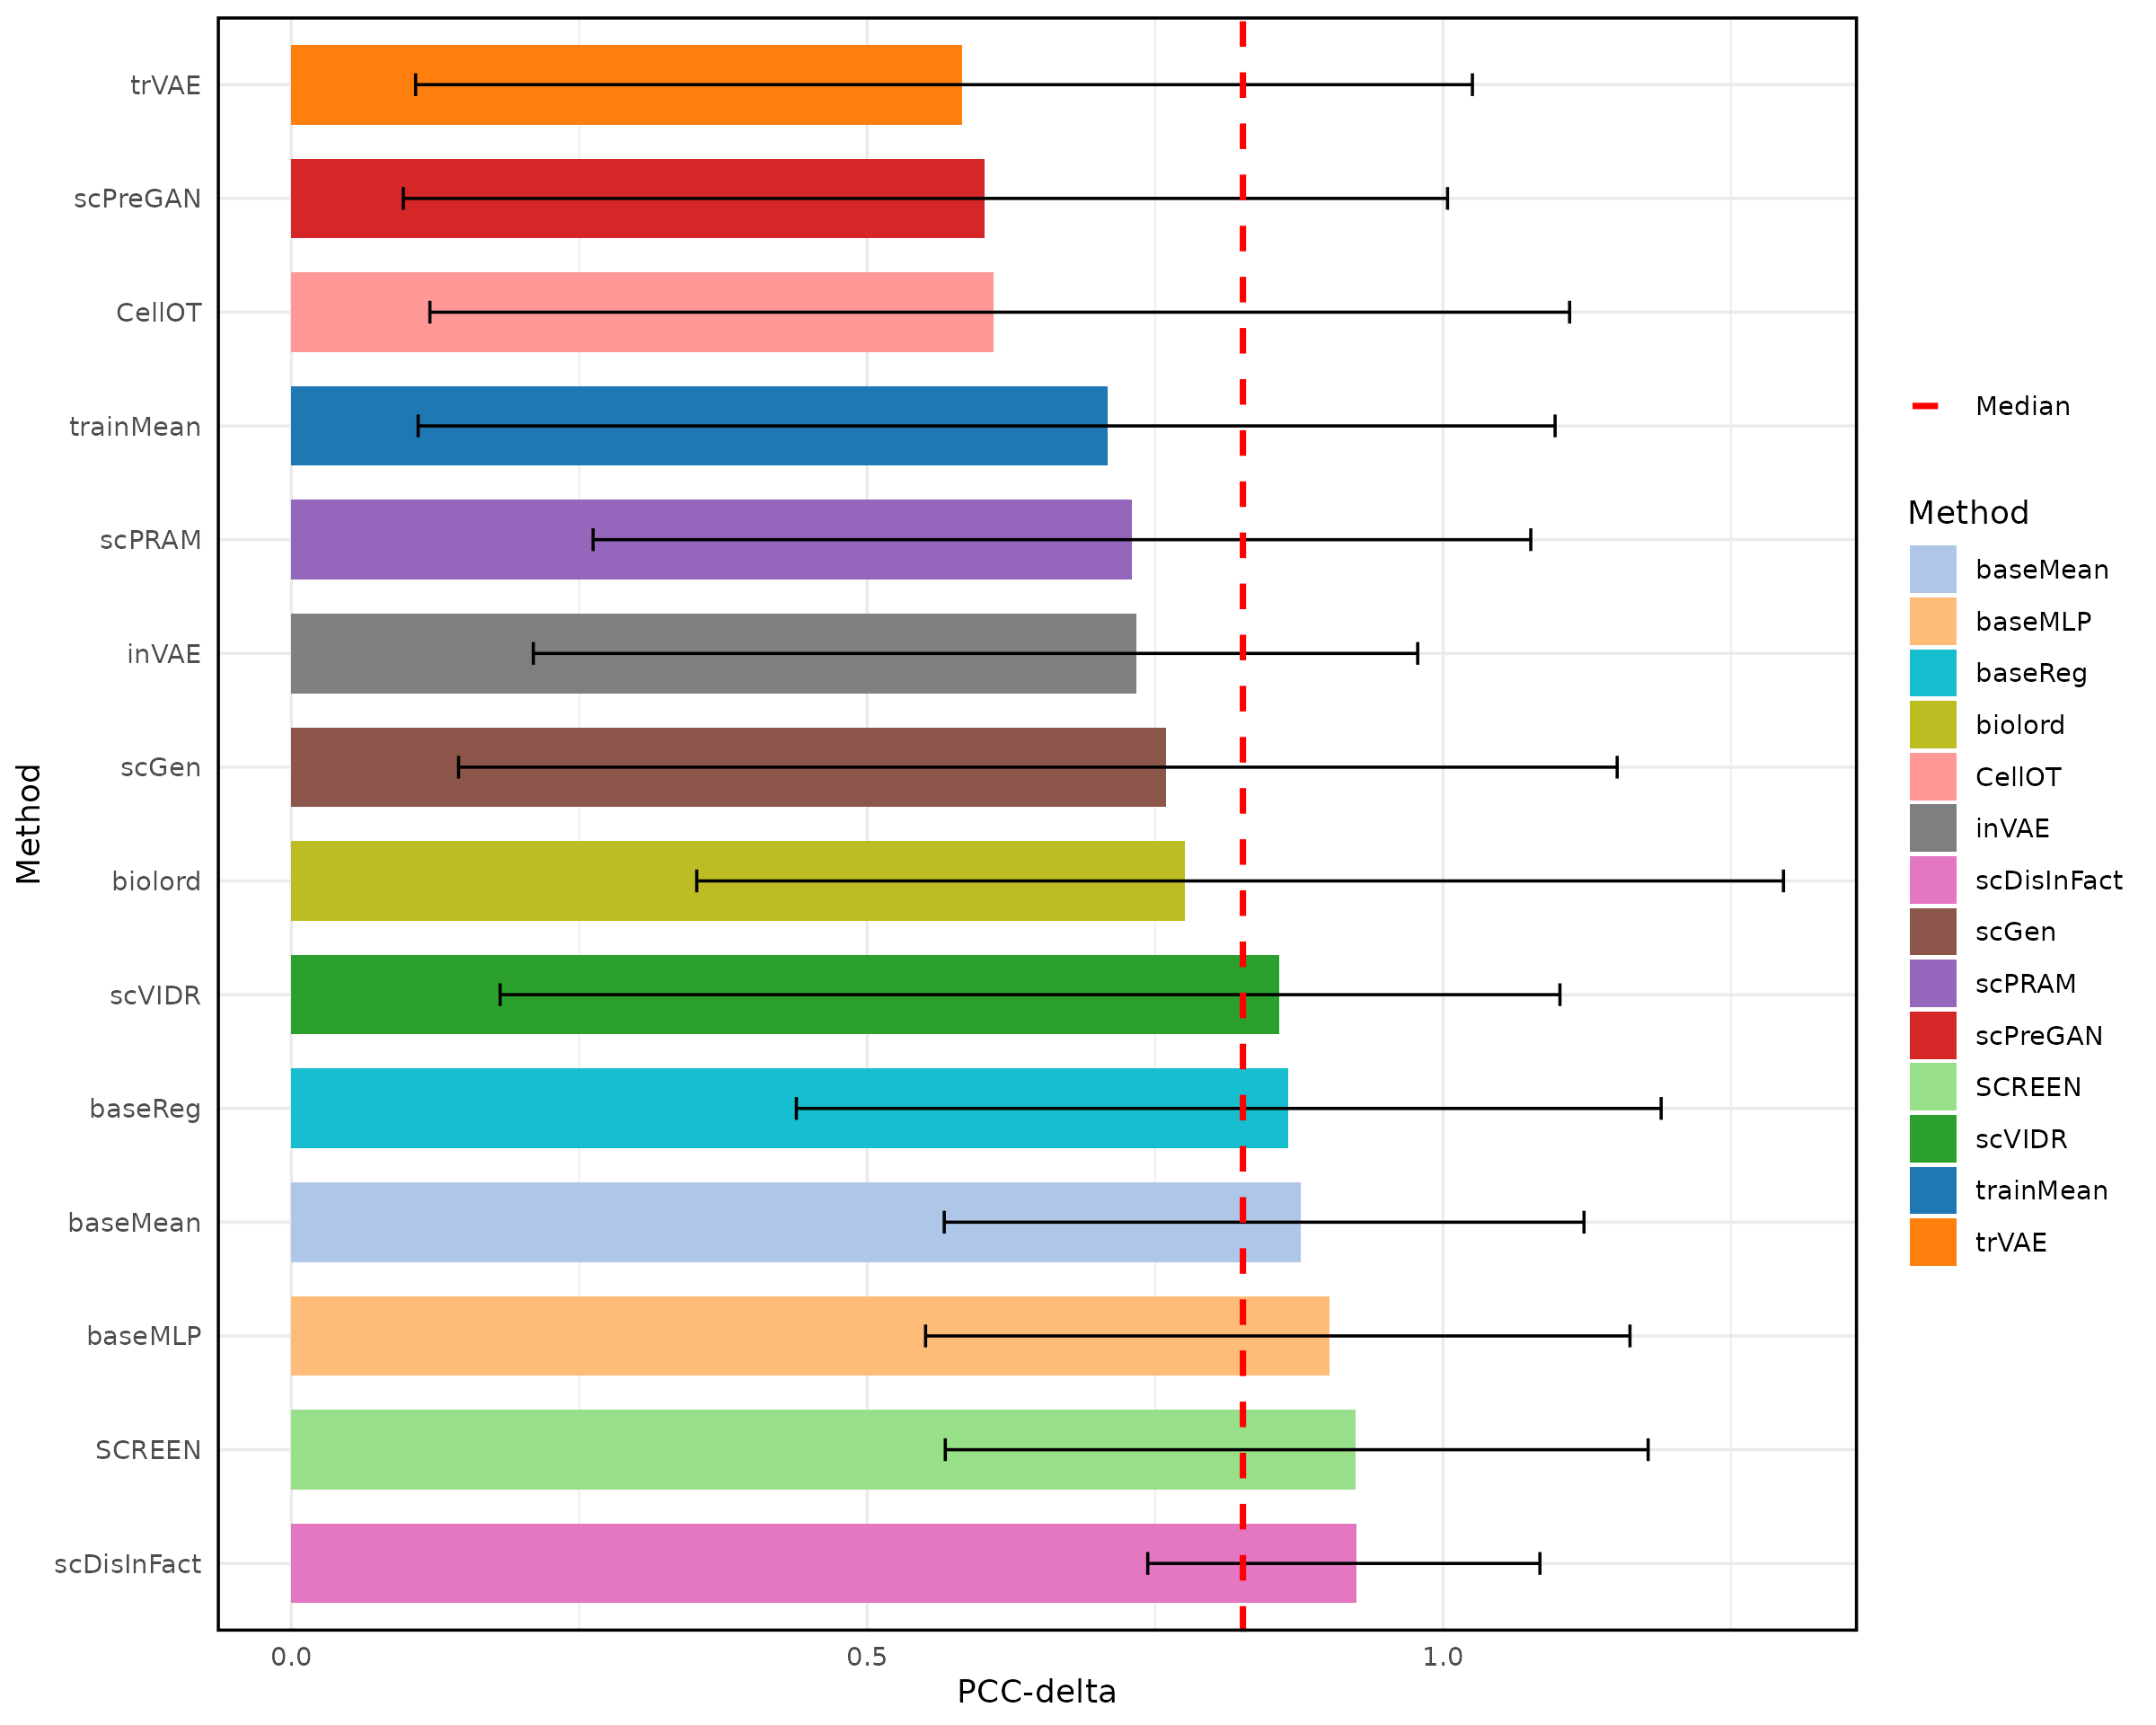 trVAE
scPreGAN
CellOT
trainMean
scPRAM
inVAE
scGen
biolord
scVIDR
baseReg
baseMean
baseMLP
SCREEN
scDisInFact
Method
0.0 0.5 1.0
PCC-delta
Median
Method
baseMean
baseMLP
baseReg
biolord
CellOT
inVAE
scDisInFact
scGen
scPRAM
scPreGAN
SCREEN
scVIDR
trainMean
trVAE